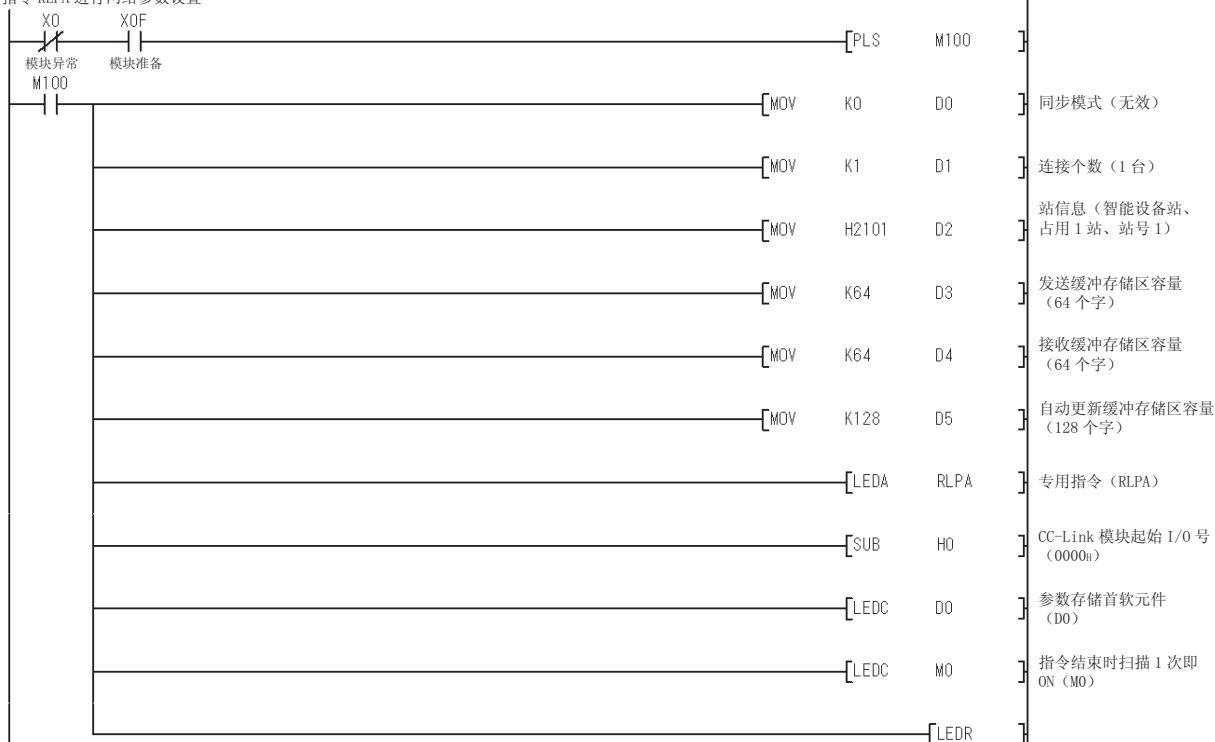 指令 RLPA 进行网络参数设置
X0 X0F
PLS M100
模块异常 模块准备
M100
MOV K0 D0 同步模式（无效）
MOV K1 D1 连接个数（1 台）
站信息（智能设备站、
MOV H2101 D2 占用 1 站、站号 1）
发送缓冲存储区容量
MOV K64 D3
（64 个字）
接收缓冲存储区容量
MOV K64 D4
（64 个字）
自动更新缓冲存储区容量
MOV K128 D5
（128 个字）
LEDA RLPA 专用指令（RLPA）
CC-Link 模块起始 I/O 号
SUB H0
（0000H）
参数存储首软元件
LEDC D0
（D0）
指令结束时扫描 1 次即
LEDC M0
ON（M0）
LEDR